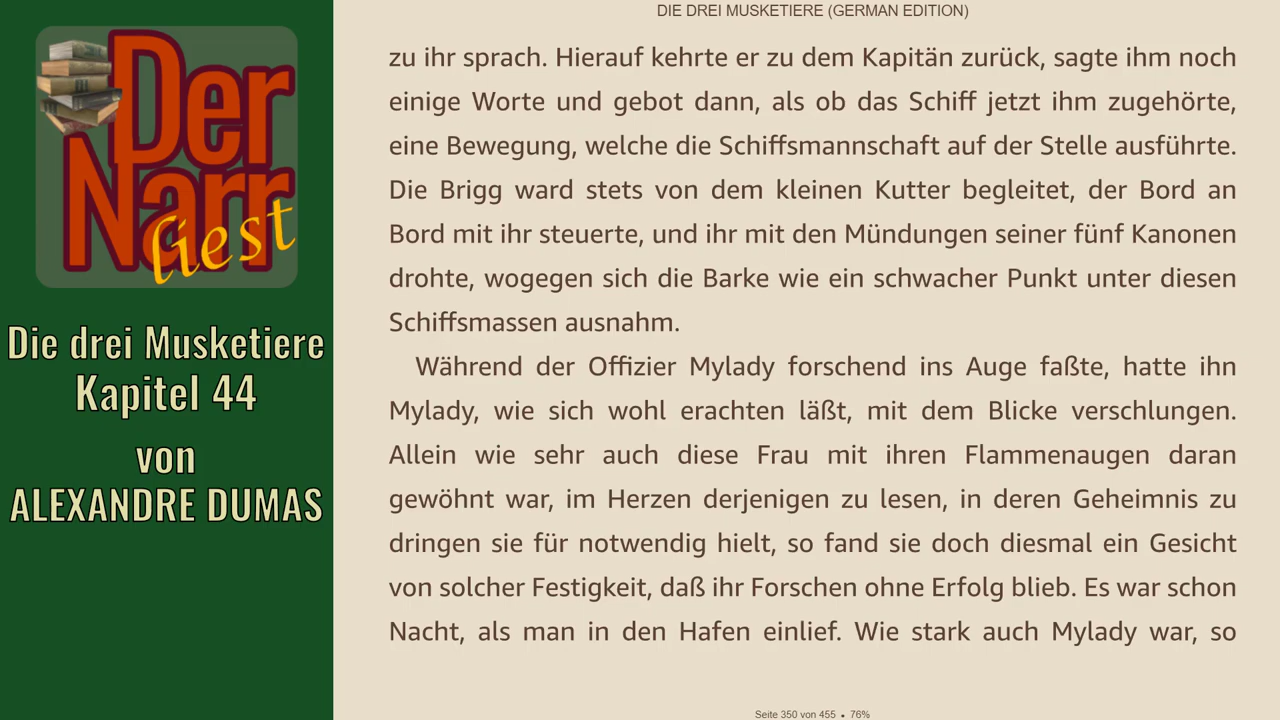 Der
Narr
liest
Die drei Musketiere
Kapitel 44
von
ALEXANDRE DUMAS
DIE DREI MUSKETIERE (GERMAN EDITION)
zu ihr sprach. Hierauf kehrte er zu dem Kapitän zurück, sagte ihm noch
einige Worte und gebot dann, als ob das Schiff jetzt ihm zugehörte,
eine Bewegung, welche die Schiffsmannschaft auf der Stelle ausführte.
Die Brigg ward stets von dem kleinen Kutter begleitet, der Bord an
Bord mit ihr steuerte, und ihr mit den Mündungen seiner fünf Kanonen
drohte, wogegen sich die Barke wie ein schwacher Punkt unter diesen
Schiffsmassen ausnahm.
Während der Offizier Mylady forschend ins Auge faßte, hatte ihn
Mylady, wie sich wohl erachten läßt, mit dem Blicke verschlungen.
Allein wie sehr auch diese Frau mit ihren Flammenaugen daran
gewöhnt war, im Herzen derjenigen zu lesen, in deren Geheimnis zu
dringen sie für notwendig hielt, so fand sie doch diesmal ein Gesicht
von solcher Festigkeit, daß ihr Forschen ohne Erfolg blieb. Es war schon
Nacht, als man in den Hafen einlief. Wie stark auch Mylady war, so
Seite 350 von 455 • 76%